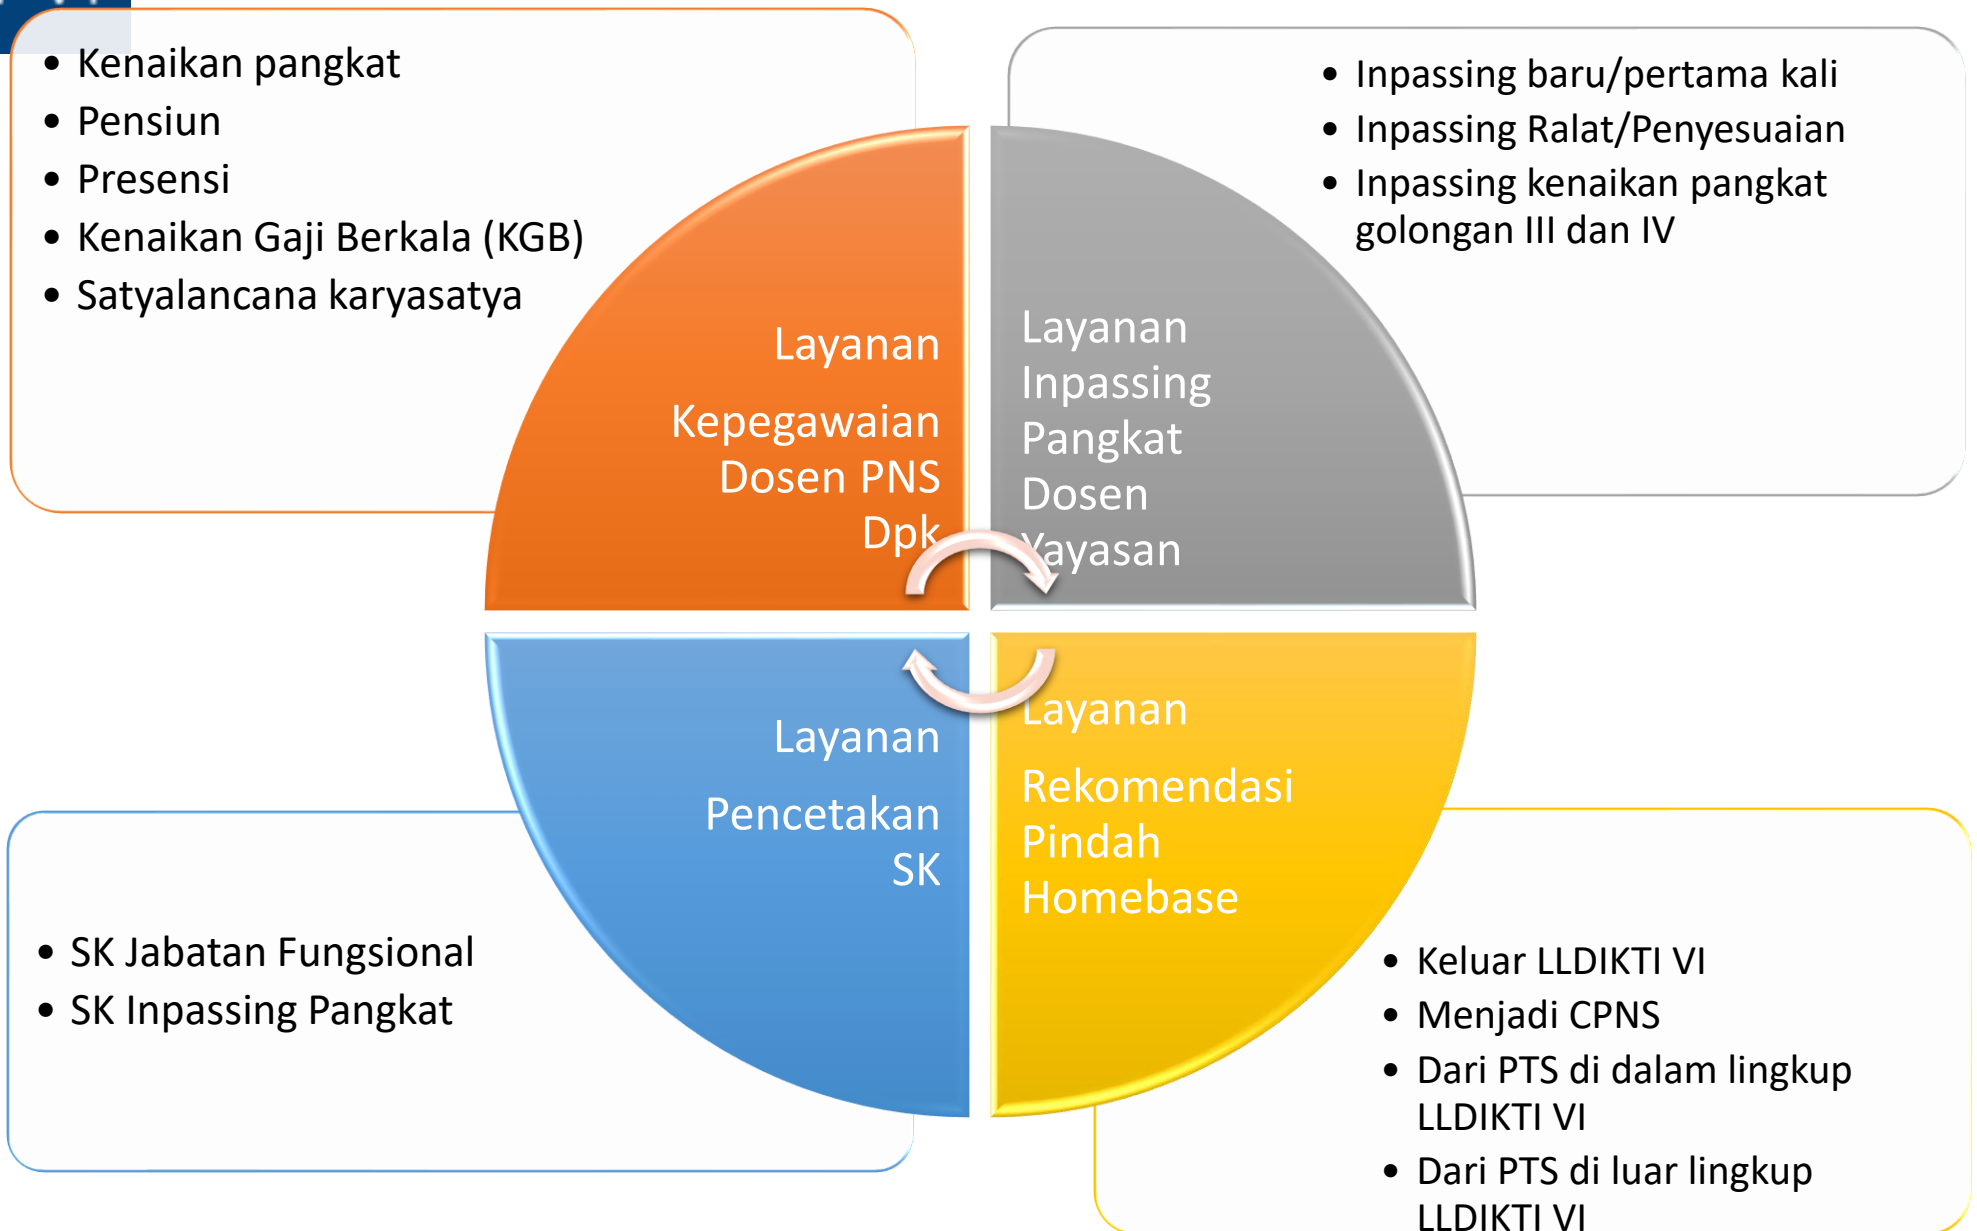 • Kenaikan pangkat
• Pensiun
• Presensi
• Kenaikan Gaji Berkala (KGB)
• Satyalancana karyasatya
Layanan
Kepegawaian
Dosen PNS
Dpk
• Inpassing baru/pertama kali
• Inpassing Ralat/Penyesuaian
• Inpassing kenaikan pangkat
golongan III dan IV
Layanan
Inpassing
Pangkat
Dosen
Yayasan
Layanan
Pencetakan
SK
• SK Jabatan Fungsional
• SK Inpassing Pangkat
Layanan
Rekomendasi
Pindah
Homebase
• Keluar LLDIKTI VI
• Menjadi CPNS
• Dari PTS di dalam lingkup
LLDIKTI VI
• Dari PTS di luar lingkup
LLDIKTI VI